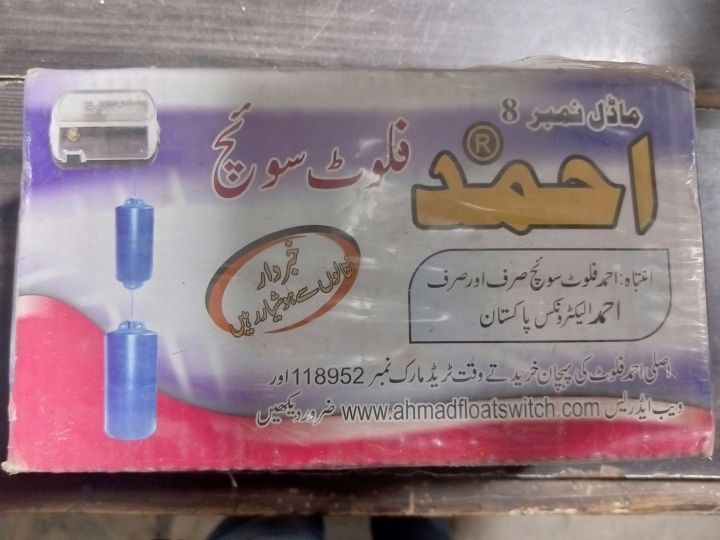 ماڈل نمبر 8
احمد®
فلوٹ سوئچ
خبردار
نقالوں سے ہوشیار رہیں
انتباہ: احمد فلوٹ سوئچ صرف اور صرف
احمد الیکٹرونکس پاکستان
اصلی احمد فلوٹ کی پہچان خریدتے وقت ٹریڈ مارک نمبر 118952 اور
ویب ایڈریس www.ahmadfloatswitch.com ضرور دیکھیں